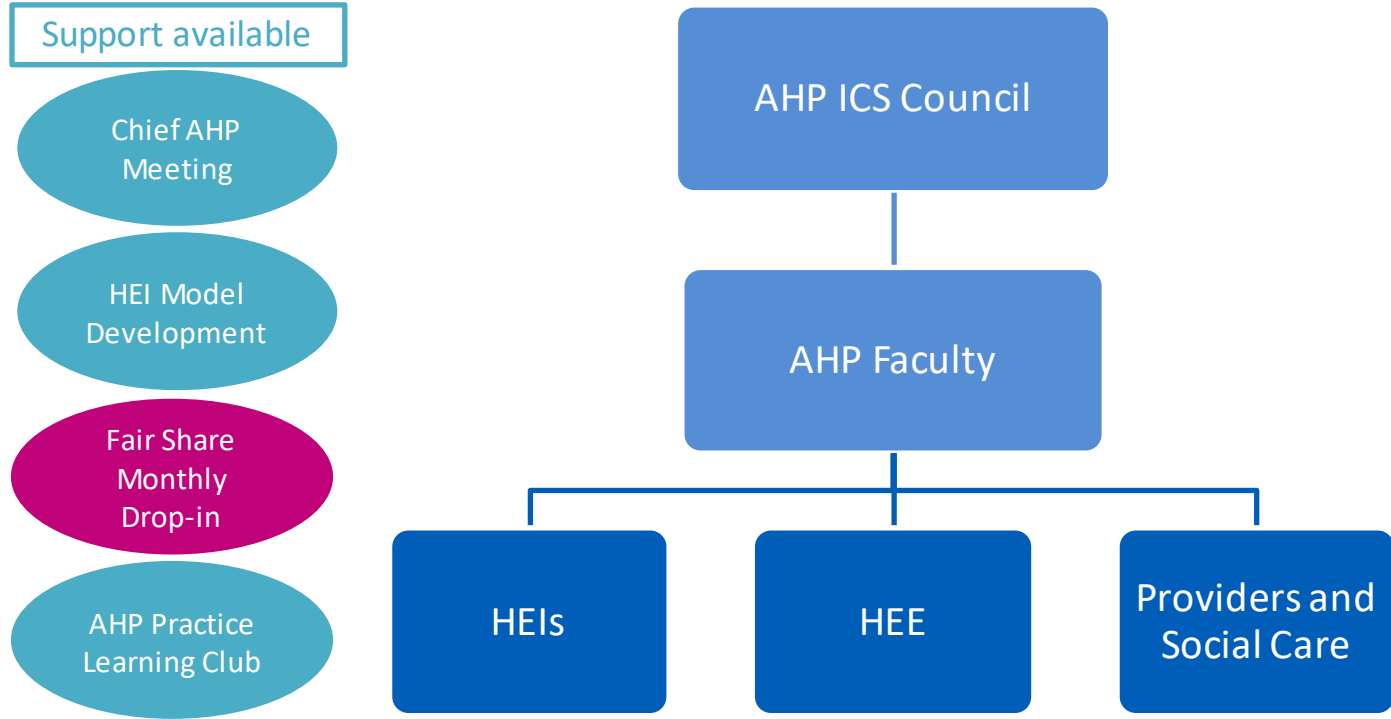 Support available
Chief AHP
Meeting
HEI Model
Development
Fair Share
Monthly
Drop-in
AHP Practice
Learning Club
AHP ICS Council
AHP Faculty
HEIs
HEE
Providers and
Social Care